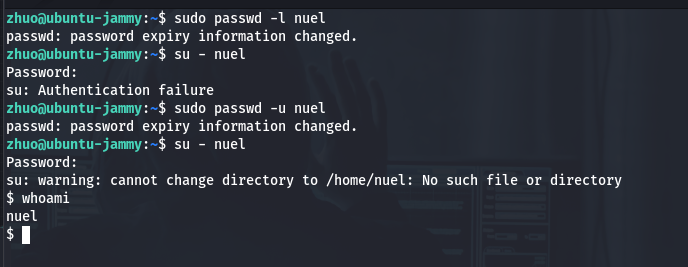 zhuo@ubuntu-jammy:~$ sudo passwd -l nuel
passwd: password expiry information changed.
zhuo@ubuntu-jammy:~$ su - nuel
Password:
su: Authentication failure
zhuo@ubuntu-jammy:~$ sudo passwd -u nuel
passwd: password expiry information changed.
zhuo@ubuntu-jammy:~$ su - nuel
Password:
su: warning: cannot change directory to /home/nuel: No such file or directory
$ whoami
nuel
$